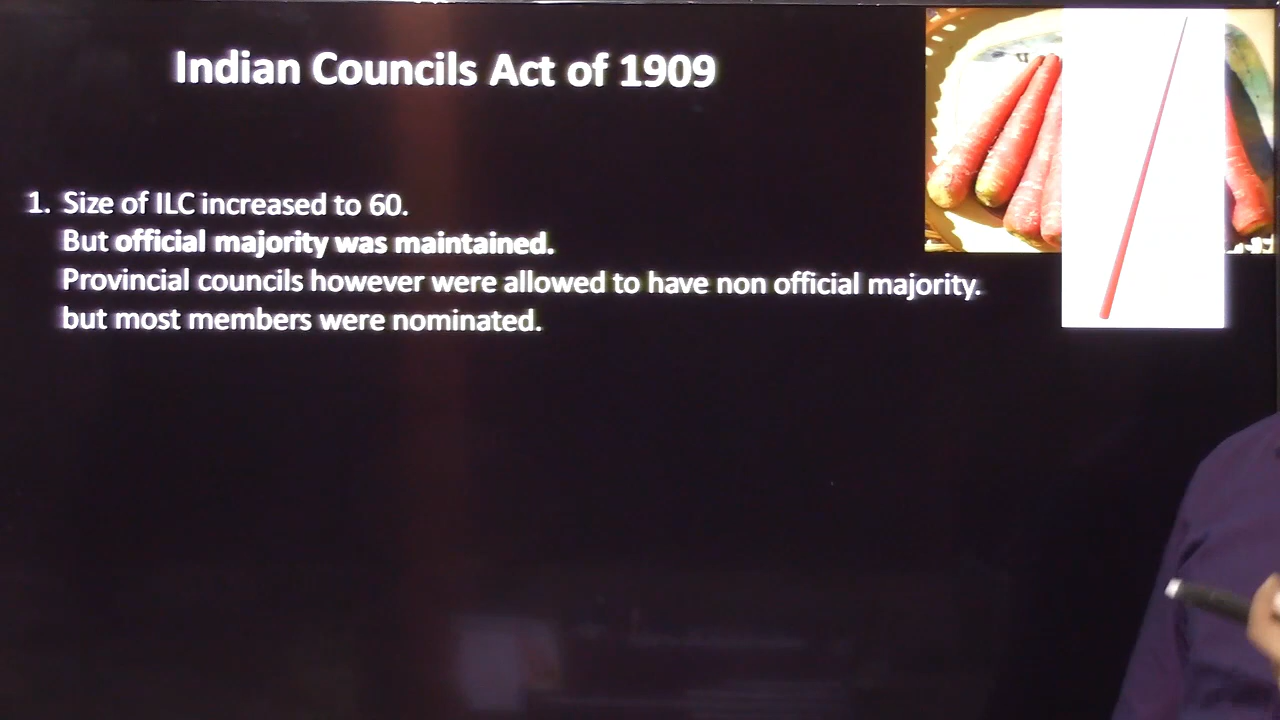 Indian Councils Act of 1909
1. Size of ILC increased to 60.
But official majority was maintained.
Provincial councils however were allowed to have non official majority.
but most members were nominated.